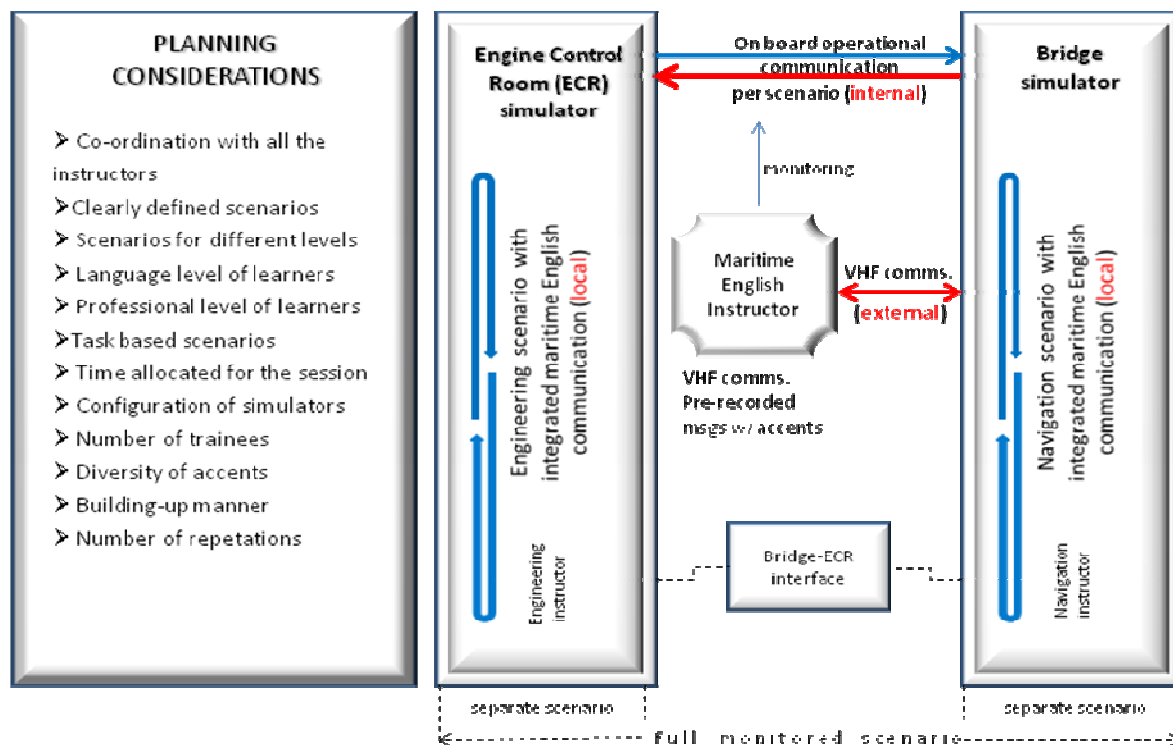 PLANNING
CONSIDERATIONS
➢ Co-ordination with all the
instructors
➢Clearly defined scenarios
➢ Scenarios for different levels
➢ Language level of learners
➢ Professional level of learners
➢Task based scenarios
➢ Time allocated for the session
➢ Configuration of simulators
➢ Number of trainees
➢ Diversity of accents
➢ Building-up manner
➢ Number of repetations
Engine Control
Room (ECR)
simulator
Engineering scenario with
integrated maritime English
communication (local)
Engineering
instructor
On board operational
communication
per scenario (internal)
monitoring
Maritime
English
Instructor
VHF comms.
(external)
VHF comms.
Pre-recorded
msgs w/ accents
Bridge-ECR
interface
Bridge
simulator
Navigation scenario with
integrated maritime English
communication (local)
Navigation
instructor
separate scenario
separate scenario
full monitored scenario